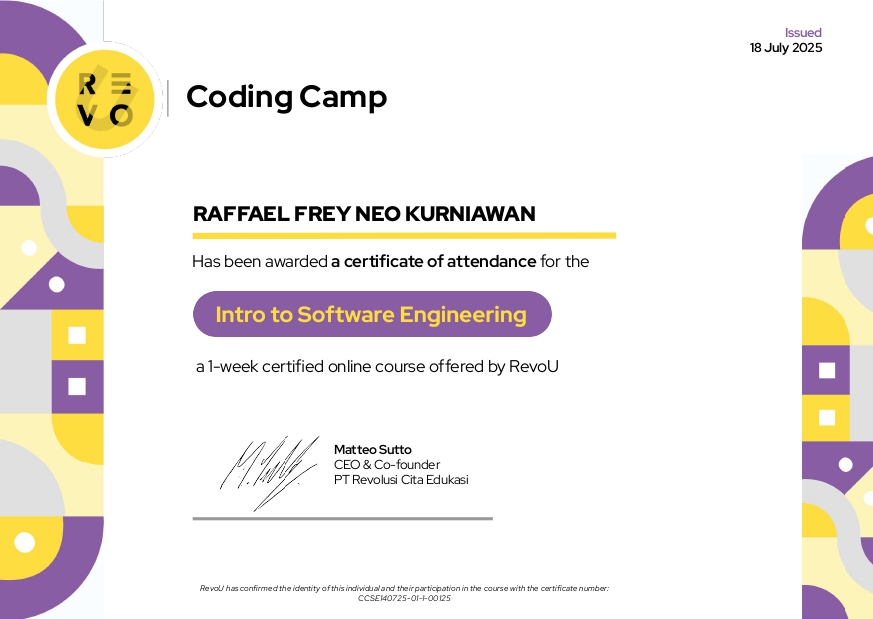 Issued
18 July 2025
RE
VO
Coding Camp
RAFFAEL FREY NEO KURNIAWAN
Has been awarded a certificate of attendance for the
Intro to Software Engineering
a 1-week certified online course offered by RevoU
Matteo Sutto
CEO & Co-founder
PT Revolusi Cita Edukasi
RevoU has confirmed the identity of this individual and their participation in the course with the certificate number:
CCSE140725-01-1-00125